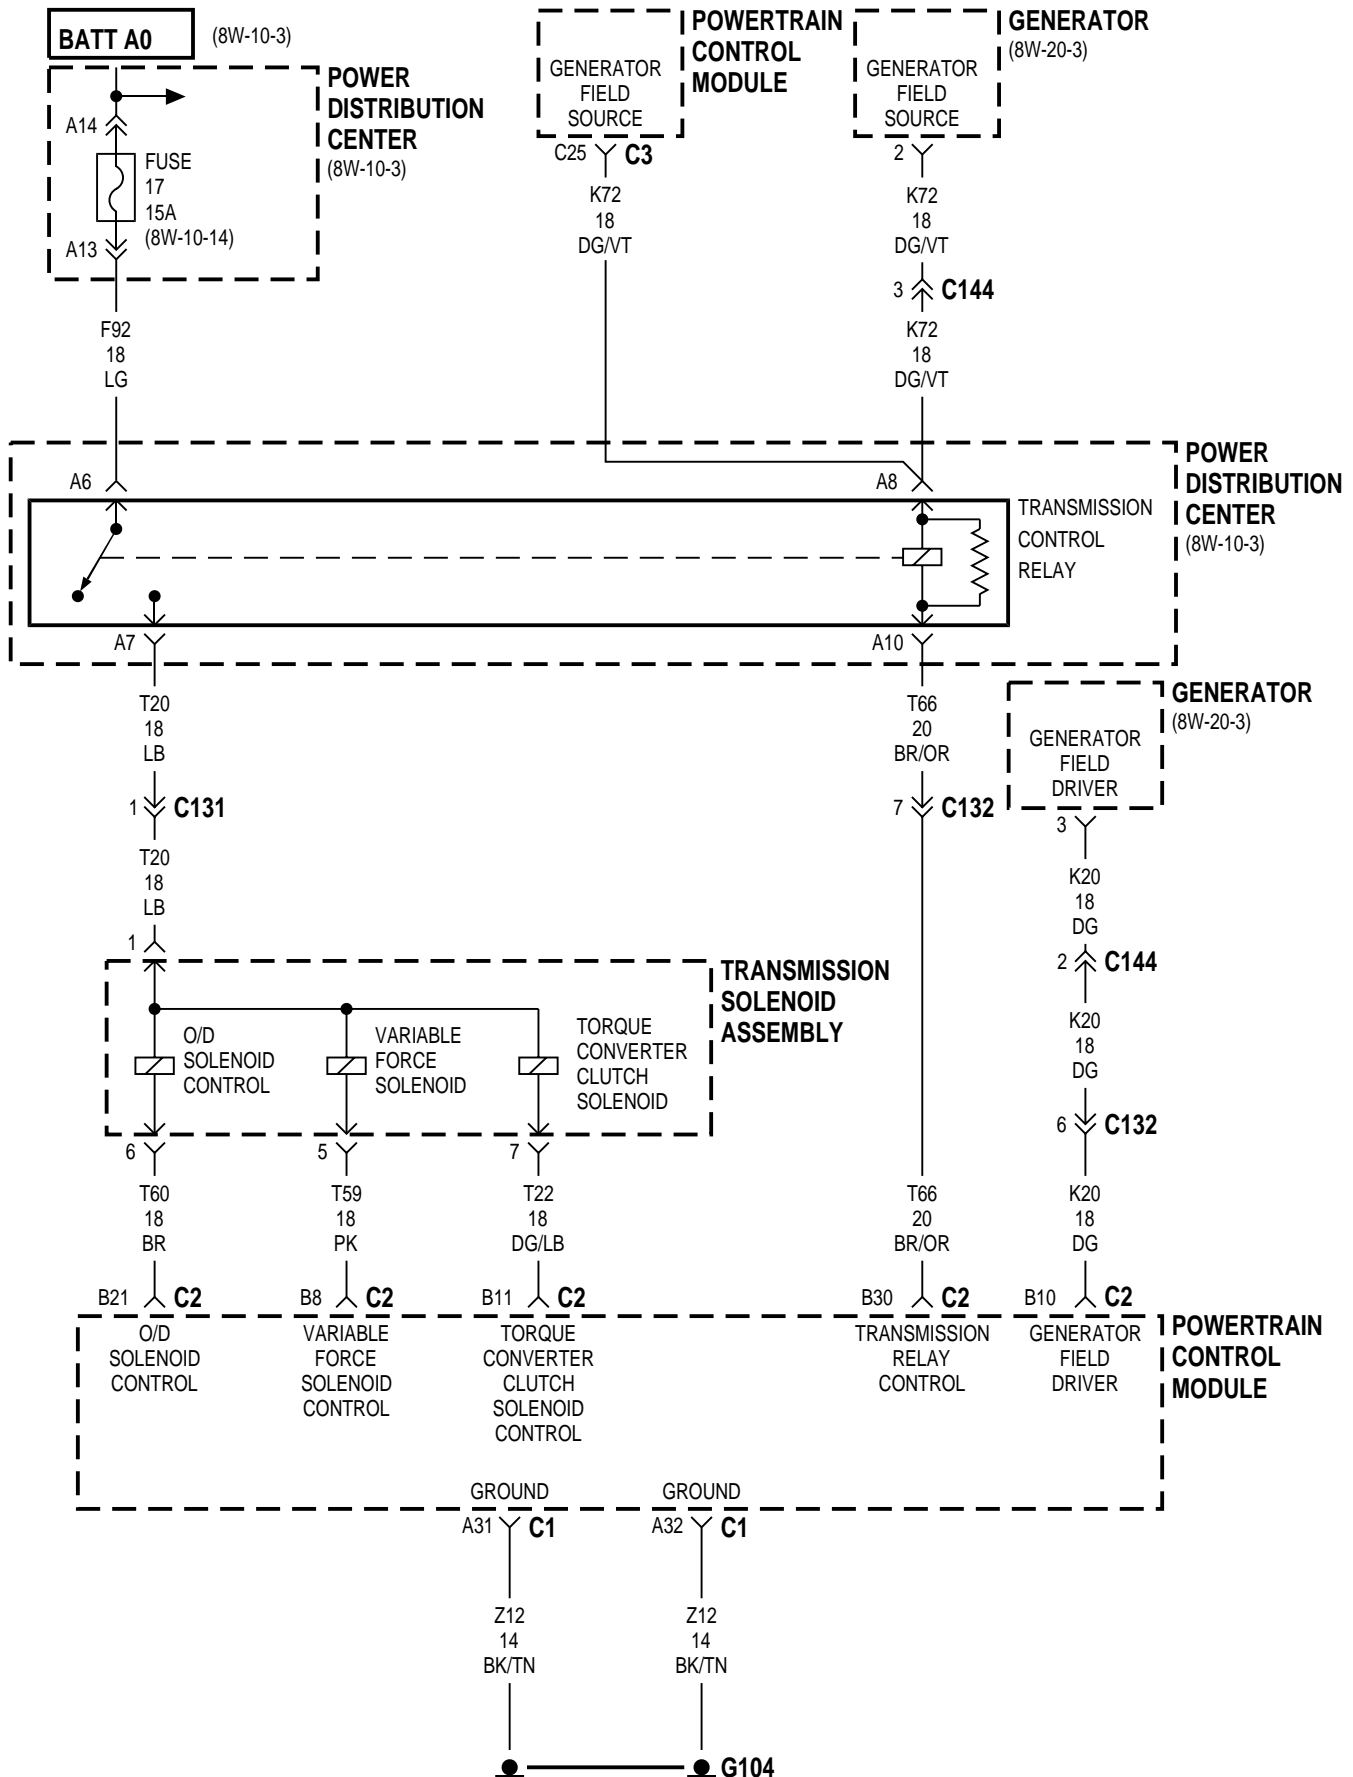 BATT A0
(8W-10-3)
POWER
DISTRIBUTION
CENTER
(8W-10-3)
A14
FUSE
17
15A
(8W-10-14)
A13
F92
18
LG
POWERTRAIN
CONTROL
MODULE
GENERATOR
FIELD
SOURCE
C25
C3
K72
18
DG/VT
GENERATOR
(8W-20-3)
GENERATOR
FIELD
SOURCE
2
K72
18
DG/VT
3
C144
K72
18
DG/VT
A6
A8
POWER
DISTRIBUTION
CENTER
(8W-10-3)
TRANSMISSION
CONTROL
RELAY
A7
A10
T20
18
LB
1
C131
T20
18
LB
1
T66
20
BR/OR
7
C132
GENERATOR
(8W-20-3)
GENERATOR
FIELD
DRIVER
3
K20
18
DG
2
C144
K20
18
DG
6
C132
TRANSMISSION
SOLENOID
ASSEMBLY
O/D
SOLENOID
CONTROL
VARIABLE
FORCE
SOLENOID
TORQUE
CONVERTER
CLUTCH
SOLENOID
6
5
7
T60
18
BR
T59
18
PK
T22
18
DG/LB
T66
20
BR/OR
K20
18
DG
B21
C2
B8
C2
B11
C2
B30
C2
B10
C2
POWERTRAIN
CONTROL
MODULE
O/D
SOLENOID
CONTROL
VARIABLE
FORCE
SOLENOID
CONTROL
TORQUE
CONVERTER
CLUTCH
SOLENOID
CONTROL
TRANSMISSION
RELAY
CONTROL
GENERATOR
FIELD
DRIVER
GROUND
GROUND
A31
C1
A32
C1
Z12
14
BK/TN
Z12
14
BK/TN
G104